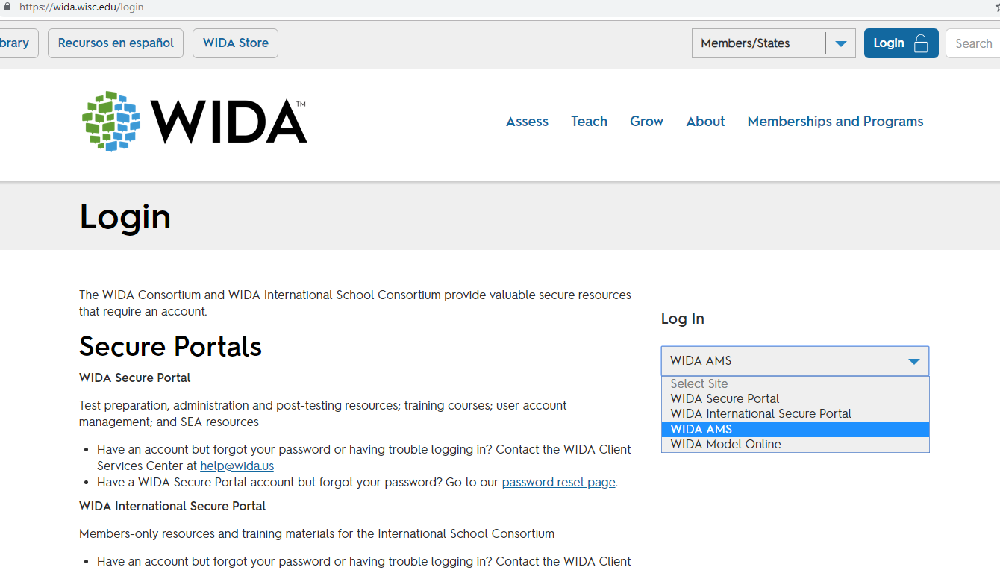 https://wida.wisc.edu/login
brary
Recursos en español
WIDA Store
Members/States
Login
Search
WIDA™
Assess
Teach
Grow
About
Memberships and Programs
Login
The WIDA Consortium and WIDA International School Consortium provide valuable secure resources
that require an account.
Secure Portals
WIDA Secure Portal
Test preparation, administration and post-testing resources; training courses; user account
management; and SEA resources
• Have an account but forgot your password or having trouble logging in? Contact the WIDA Client
Services Center at help@wida.us
• Have a WIDA Secure Portal account but forgot your password? Go to our password reset page.
WIDA International Secure Portal
Members-only resources and training materials for the International School Consortium
• Have an account but forgot your password or having trouble logging in? Contact the WIDA Client
Log In
WIDA AMS
Select Site
WIDA Secure Portal
WIDA International Secure Portal
WIDA AMS
WIDA Model Online